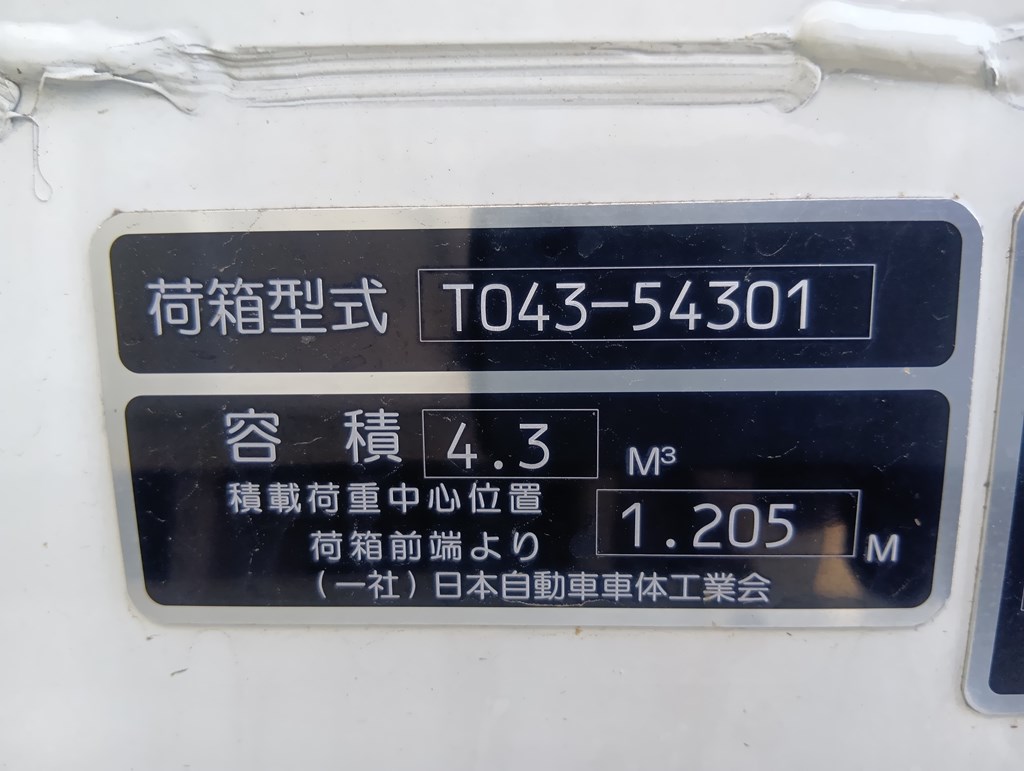 荷箱型式 T043-54301
容積 4.3 M³
積載荷重中心位置
荷箱前端より 1.205 M
(一社)日本自動車車体工業会